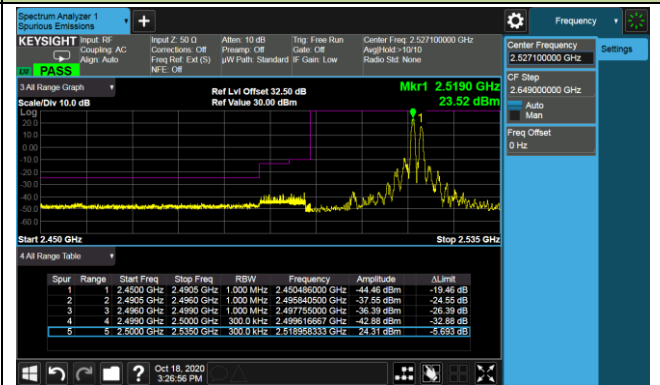 Spectrum Analyzer 1
Spurious Emissions
Frequency
KEYSIGHT
Input: RF
Coupling: AC
Align: Auto
Input Z: 50 Ω
Corrections: Off
Freq Ref: Ext (S)
NFE: Off
Atten: 10 dB
Preamp: Off
µW Path: Standard
Trig: Free Run
Gate: Off
IF Gain: Low
Center Freq: 2.527100000 GHz
Avg|Hold:>10/10
Radio Std: None
PASS
Center Frequency
2.527100000 GHz
Settings
CF Step
2.649000000 GHz
Auto
Man
Freq Offset
0 Hz
3 All Range Graph
Scale/Div 10.0 dB
Ref Lvl Offset 32.50 dB
Ref Value 30.00 dBm
Mkr1 2.5190 GHz
23.52 dBm
Log
20.0
10.0
0.00
-10.0
-20.0
-30.0
-40.0
-50.0
-60.0
1
Start 2.450 GHz
Stop 2.535 GHz
4 All Range Table
Spur Range Start Freq Stop Freq RBW Frequency Amplitude ΔLimit
1 1 2.4500 GHz 2.4905 GHz 1.000 MHz 2.450486000 GHz -44.46 dBm -19.46 dB
2 2 2.4905 GHz 2.4960 GHz 1.000 MHz 2.495840500 GHz -37.55 dBm -24.55 dB
3 3 2.4960 GHz 2.4990 GHz 1.000 MHz 2.497755000 GHz -36.39 dBm -26.39 dB
4 4 2.4990 GHz 2.5000 GHz 300.0 kHz 2.499616667 GHz -42.88 dBm -32.88 dB
5 5 2.5000 GHz 2.5350 GHz 300.0 kHz 2.518958333 GHz 24.31 dBm -5.693 dB
Oct 18, 2020
3:26:56 PM